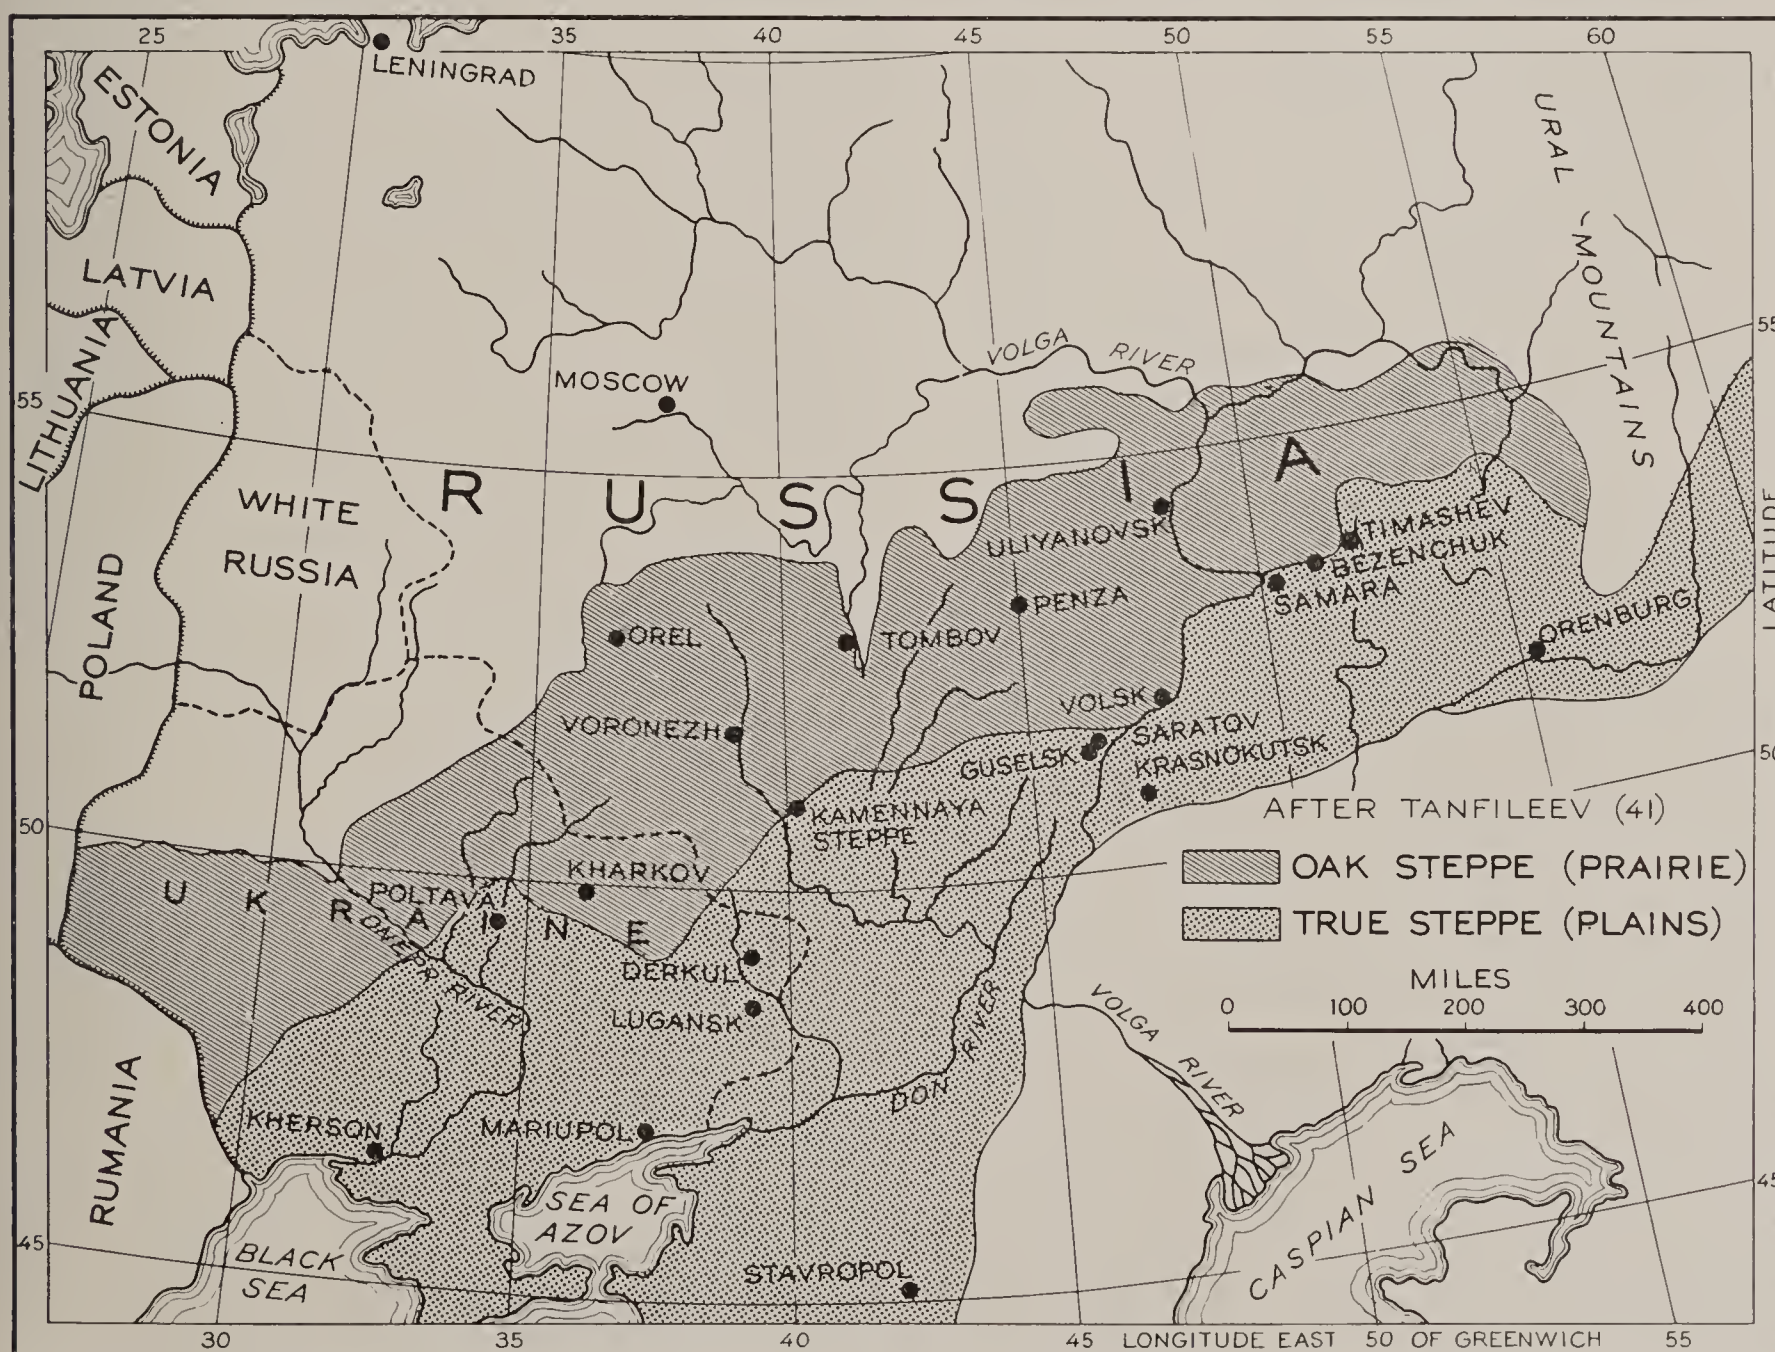 25 35 40 45 50 55 60
LENINGRAD
ESTONIA
URAL
MOUNTAINS
LATVIA
LITHUANIA
VOLGA RIVER
55
MOSCOW
55
RUSSIA
WHITE
RUSSIA
LATITUDE
ULIYANOVSK
TIMASHEV
BEZENCHUK
SAMARA
POLAND
PENZA
OREL
TOMBOV
ORENBURG
VORONEZH
VOLSK
SARATOV
GUSELSK
KRASNOKUTSK
50
KAMENNAYA
STEPPE
50
AFTER TANFILEEV (41)
OAK STEPPE (PRAIRIE)
TRUE STEPPE (PLAINS)
KHARKOV
POLTAVA
UKRAINE
DNEPR RIVER
DERKUL
LUGANSK
MILES
0 100 200 300 400
VOLGA RIVER
DON RIVER
RUMANIA
KHERSON
MARIUPOL
SEA OF
AZOV
CASPIAN SEA
45
45
BLACK
SEA
STAVROPOL
30 35 40 45 LONGITUDE EAST 50 OF GREENWICH 55